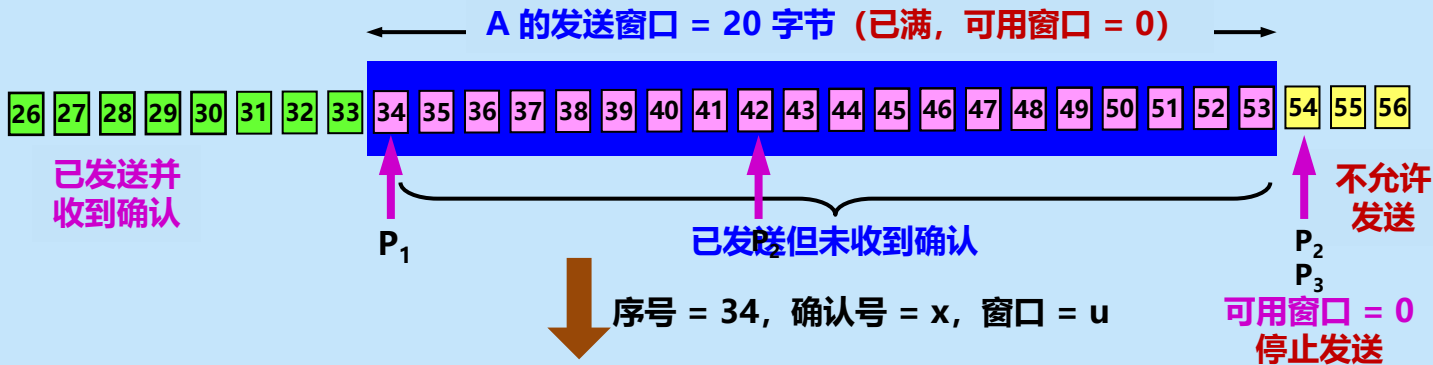 A 的发送窗口 = 20 字节（已满，可用窗口 = 0）
26 27 28 29 30 31 32 33 34 35 36 37 38 39 40 41 42 43 44 45 46 47 48 49 50 51 52 53 54 55 56
已发送并
收到确认
不允许
发送
P1
已发送但未收到确认
P2
P2
P3
序号 = 34，确认号 = x，窗口 = u
可用窗口 = 0
停止发送